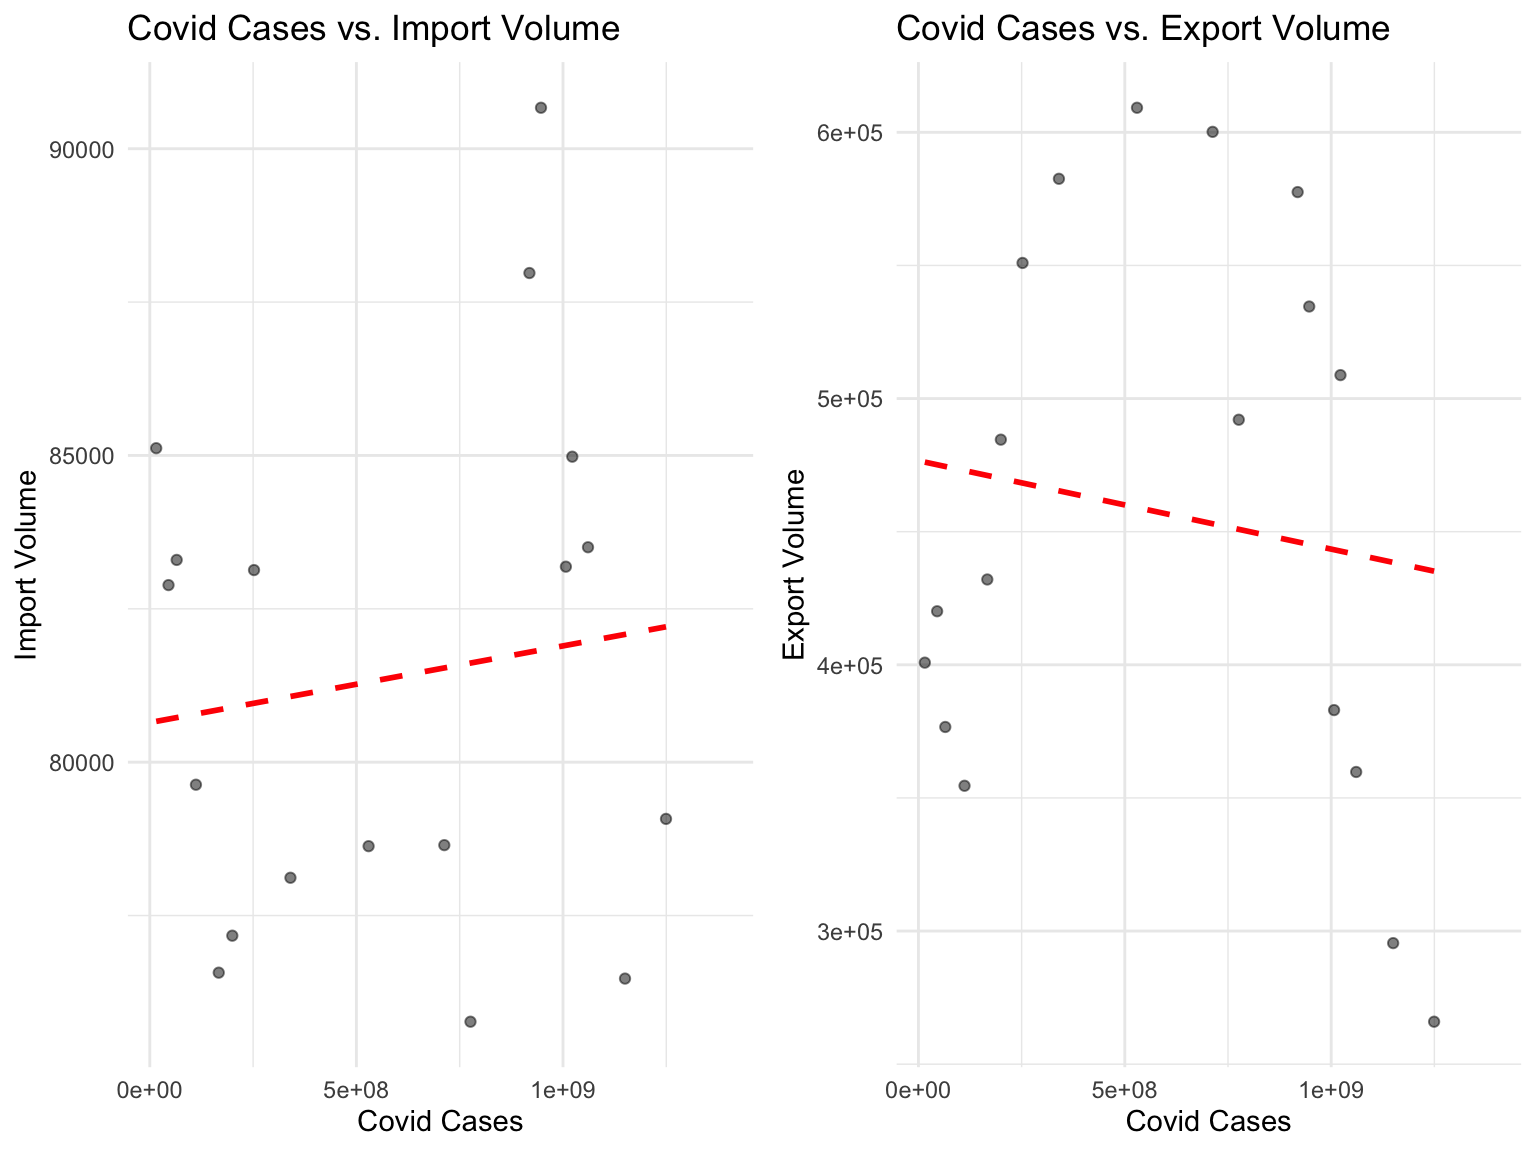 Covid Cases vs. Import Volume
Import Volume
90000
85000
80000
0e+00
5e+08
1e+09
Covid Cases
Covid Cases vs. Export Volume
Export Volume
6e+05
5e+05
4e+05
3e+05
0e+00
5e+08
1e+09
Covid Cases